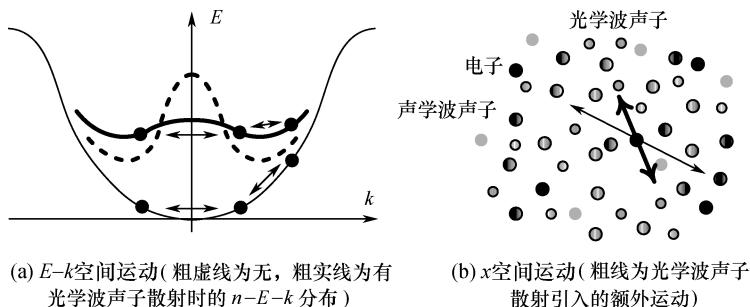 E
k
(a) E–k空间运动(粗虚线为无，粗实线为有
光学波声子散射时的n–E–k分布)
光学波声子
电子
声学波声子
(b) x空间运动(粗线为光学波声子
散射引入的额外运动)